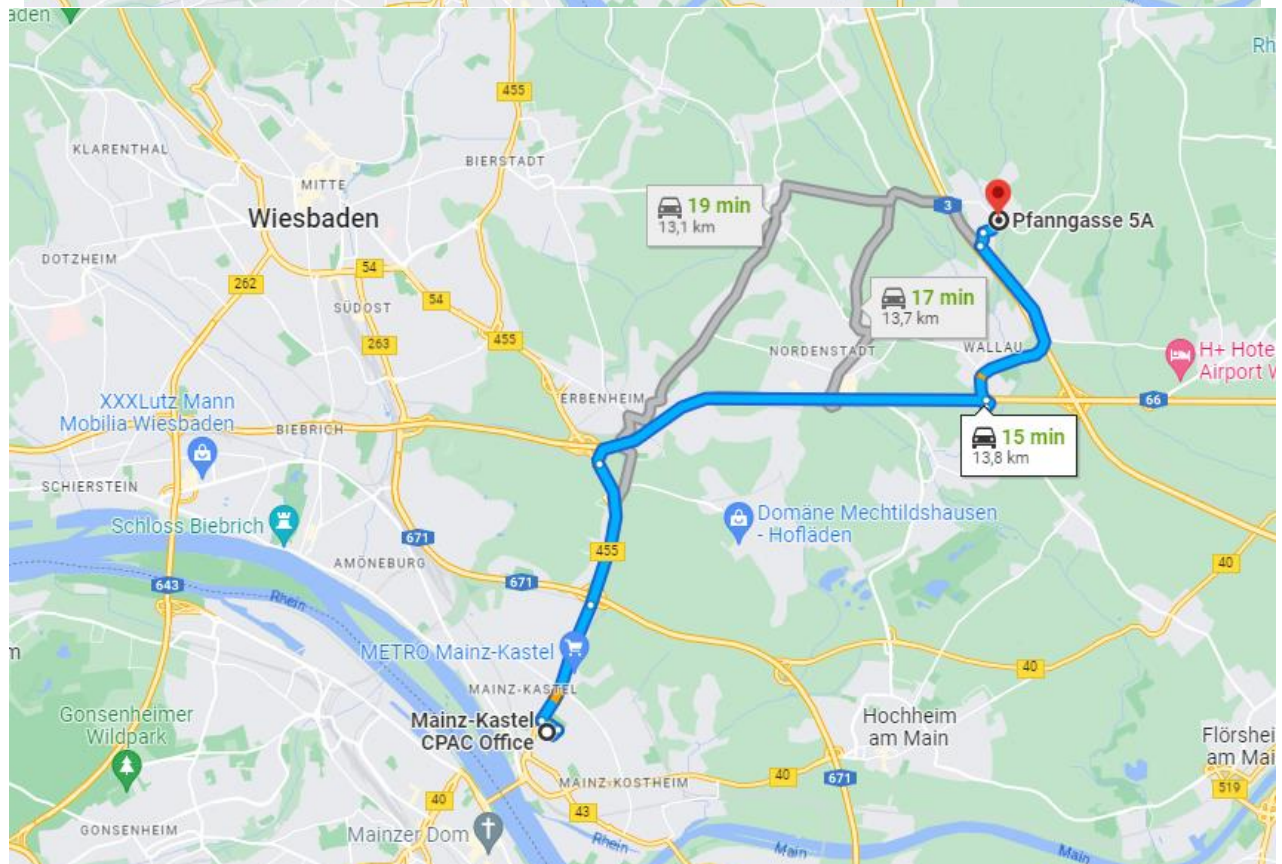 aden
Rh
455
KLARENTHAL
BIERSTADT
MITTE
Wiesbaden
19 min
13,1 km
3
Pfanngasse 5A
DOTZHEIM
54
262
SÜDOST
54
17 min
13,7 km
263
455
NORDENSTADT
WALLAU
H+ Hote
Airport W
XXXLutz Mann
Mobilia Wiesbaden
ERBENHEIM
66
BIEBRICH
15 min
13,8 km
SCHIERSTEIN
Schloss Biebrich
Domäne Mechtildshausen
- Hofläden
671
455
AMÖNEBURG
40
643
671
Rhein
METRO Mainz-Kastel
m
40
MAINZ-KASTEL
Gonsenheimer
Wildpark
Mainz-Kastel
CPAC Office
Hochheim
am Main
Flörshei
am Mai
MAINZ-KOSTHEIM
40
671
519
40
43
GONSENHEIM
Mainzer Dom
Rhein
Main
Main